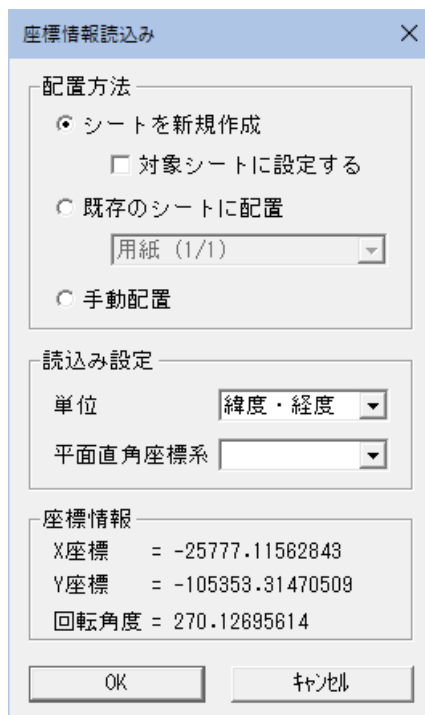 座標情報読込み
配置方法
シートを新規作成
対象シートに設定する
既存のシートに配置
用紙 (1/1)
手動配置
読込み設定
単位 緯度・経度
平面直角座標系
座標情報
X座標 = -25777.11562843
Y座標 = -105353.31470509
回転角度 = 270.12695614
OK ｷｬﾝｾﾙ